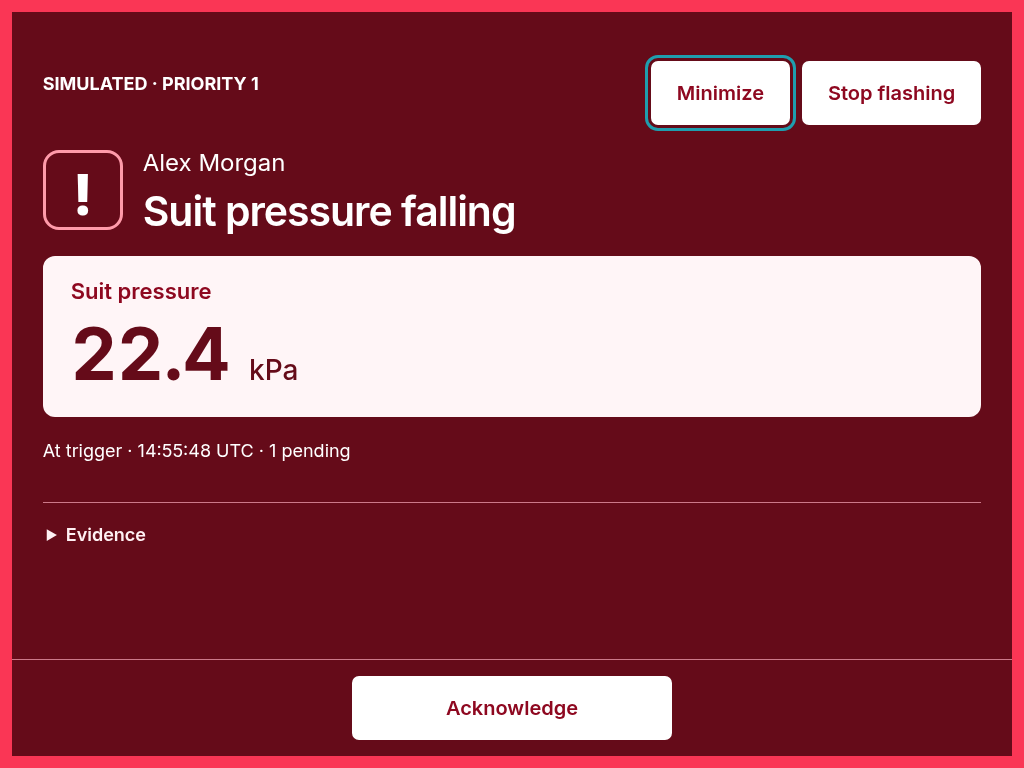 SIMULATED · PRIORITY 1
Minimize
Stop flashing
!
Alex Morgan
Suit pressure falling
Suit pressure
22.4 kPa
At trigger · 14:55:48 UTC · 1 pending
▶ Evidence
Acknowledge